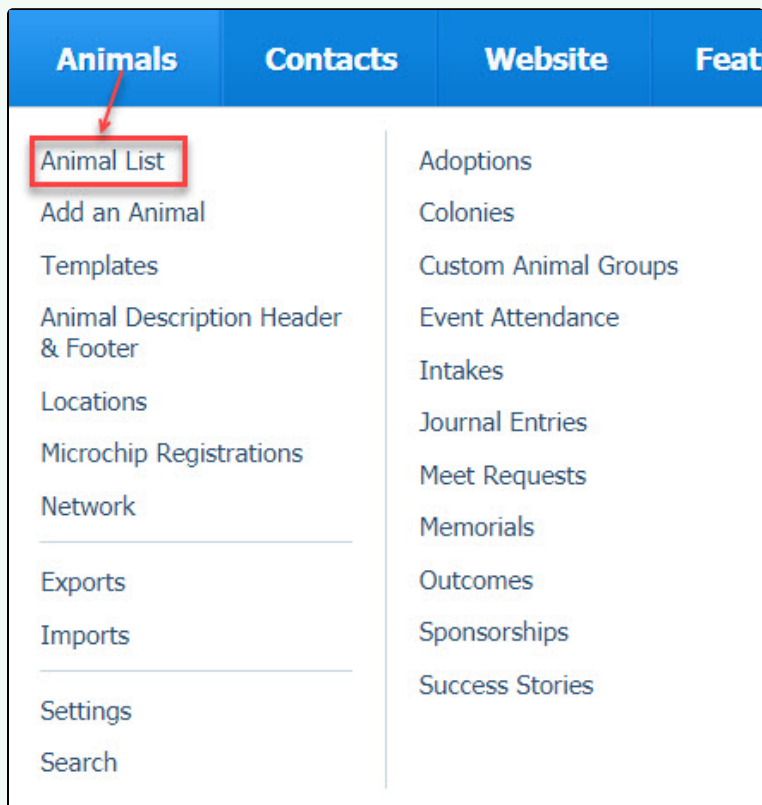 Animals Contacts Website Feat
Animal List
Add an Animal
Templates
Animal Description Header
& Footer
Locations
Microchip Registrations
Network
Exports
Imports
Settings
Search
Adoptions
Colonies
Custom Animal Groups
Event Attendance
Intakes
Journal Entries
Meet Requests
Memorials
Outcomes
Sponsorships
Success Stories